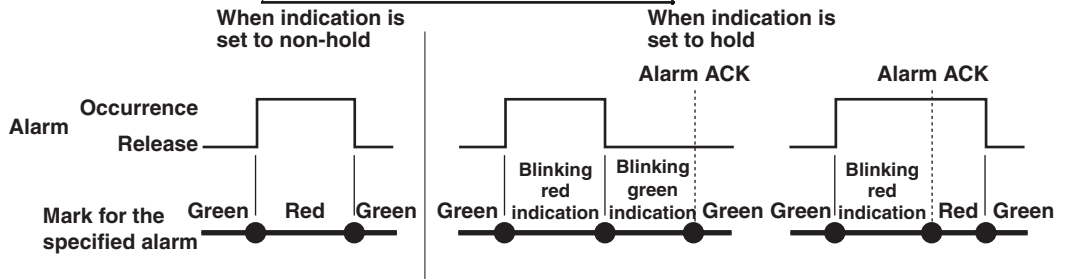 When indication is
set to non-hold
When indication is
set to hold
Alarm ACK
Alarm ACK
Alarm
Occurrence
Release
Mark for the
specified alarm
Green
Red
Green
Green
Blinking
red
indication
Blinking
green
indication
Green
Green
Blinking
red
indication
Red
Green